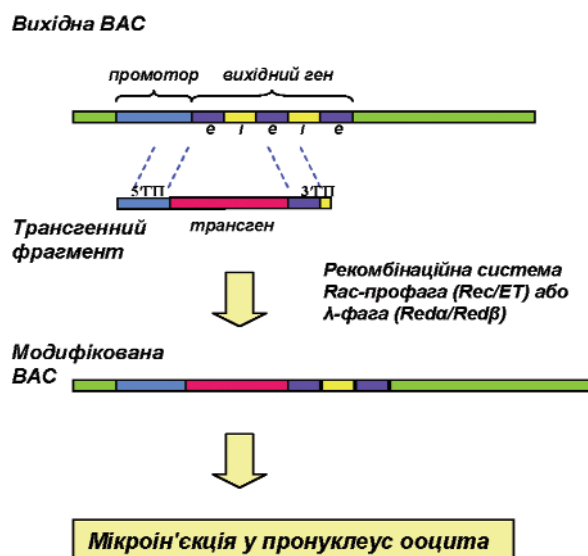 Вихідна ВАС
промотор вихідний ген
e i e i e
5'ТП 3'ТП
Трансгенний трансген
фрагмент
Рекомбінаційна система
Rac-профага (Rec/ET) або
λ-фага (Redα/Redβ)
Модифікована
ВАС
Мікроін'єкція у пронуклеус ооцита